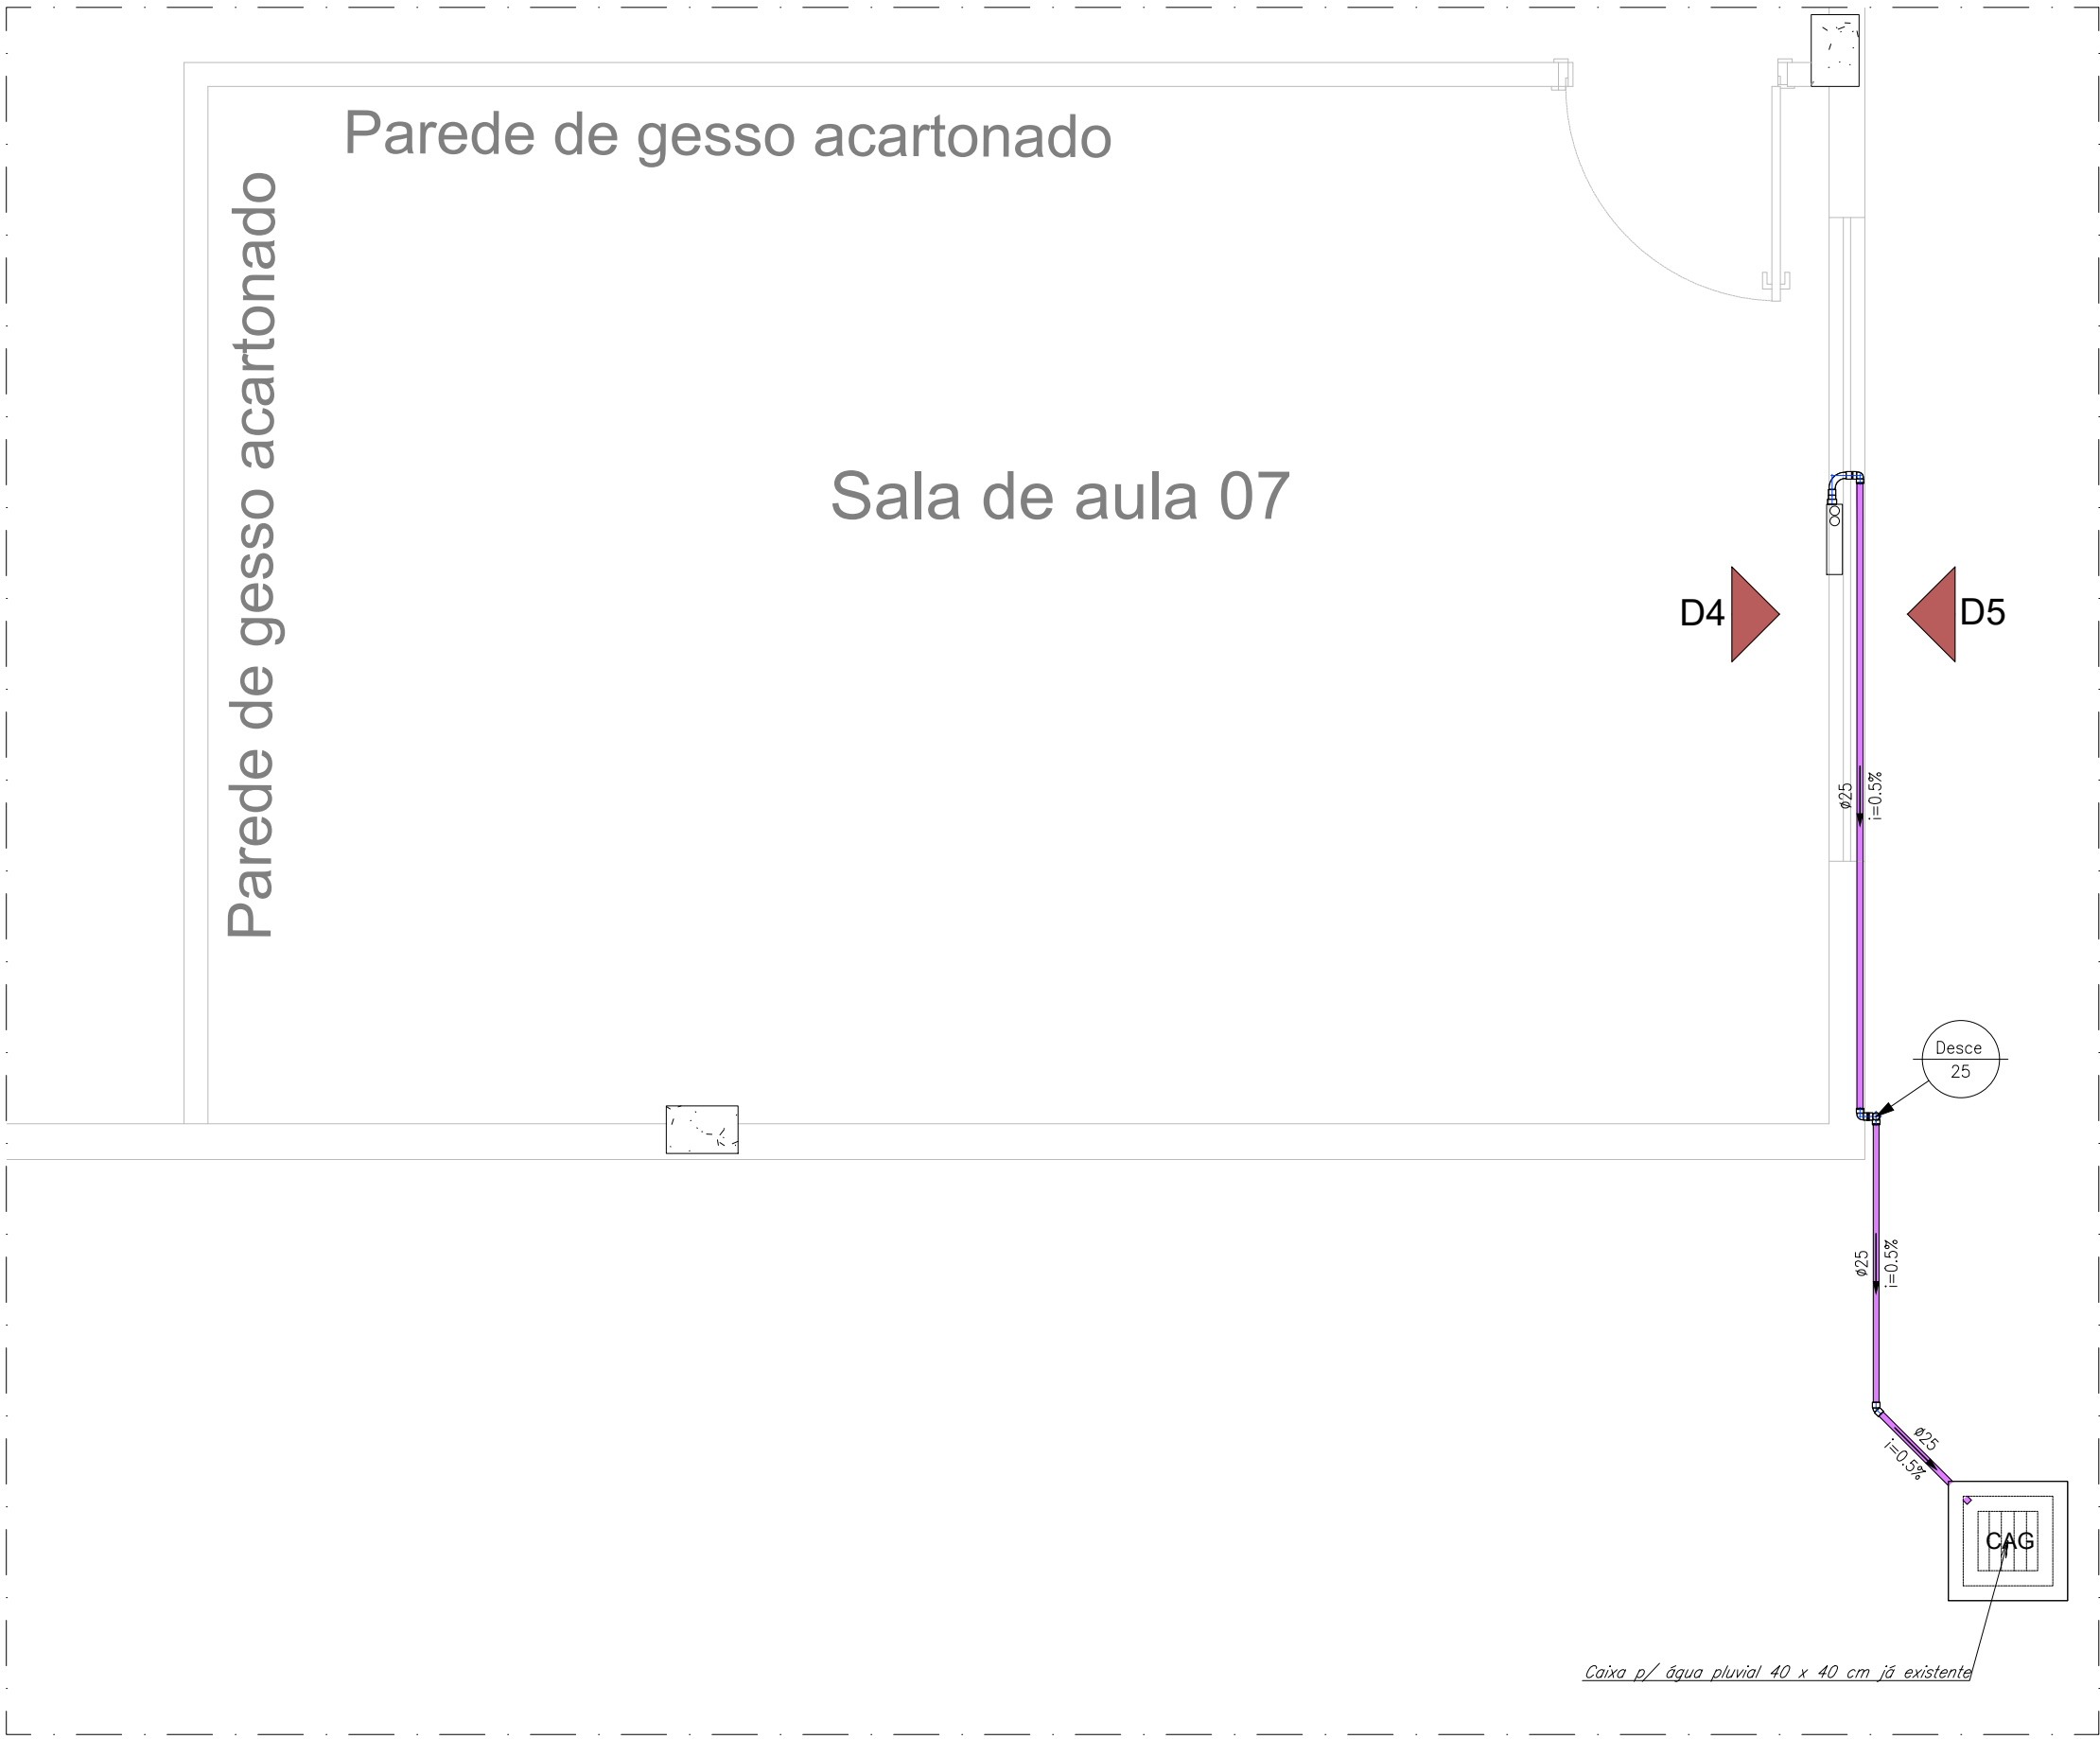 Parede de gesso acartonado
Parede de gesso acartonado
Sala de aula 07
D4
D5
ø25
i=0.5%
Desce
25
ø25
i=0.5%
ø25
i=0.5%
CAG
Caixa p/ água pluvial 40 x 40 cm já existente